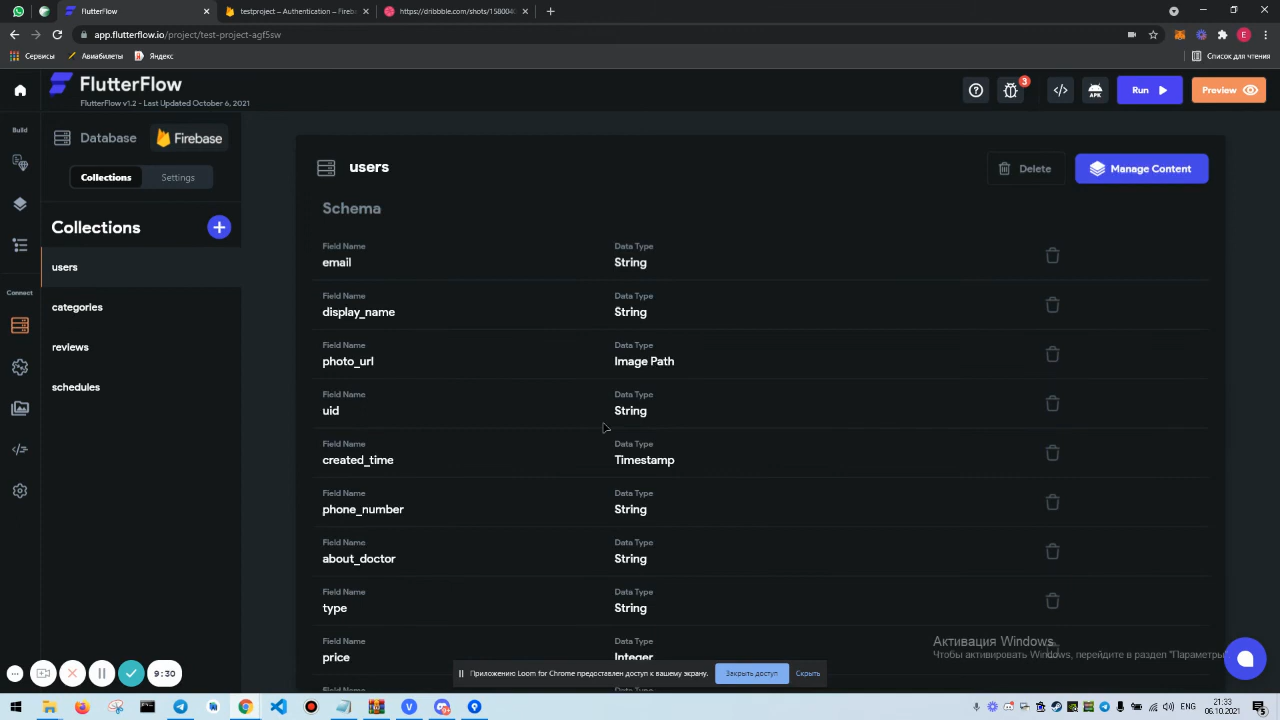 FlutterFlow
testproject – Authentication – Fireb
https://dribbble.com/shots/158004
app.flutterflow.io/project/test-project-agf5sw
Сервисы
Авиабилеты
Яндекс
Список для чтения
FlutterFlow
FlutterFlow v1.2 - Last Updated October 6, 2021
3
Run
Preview
Build
Connect
Database
Firebase
Collections
Settings
Collections
users
categories
reviews
schedules
users
Delete
Manage Content
Schema
Field Name
Data Type
email
String
Field Name
Data Type
display_name
String
Field Name
Data Type
photo_url
Image Path
Field Name
Data Type
uid
String
Field Name
Data Type
created_time
Timestamp
Field Name
Data Type
phone_number
String
Field Name
Data Type
about_doctor
String
Field Name
Data Type
type
String
Field Name
Data Type
price
Integer
Активация Windows
Чтобы активировать Windows, перейдите в раздел "Параметры
9:30
Приложению Loom for Chrome предоставлен доступ к вашему экрану.
Закрыть доступ
Скрыть
ENG
21:33
06.10.2021